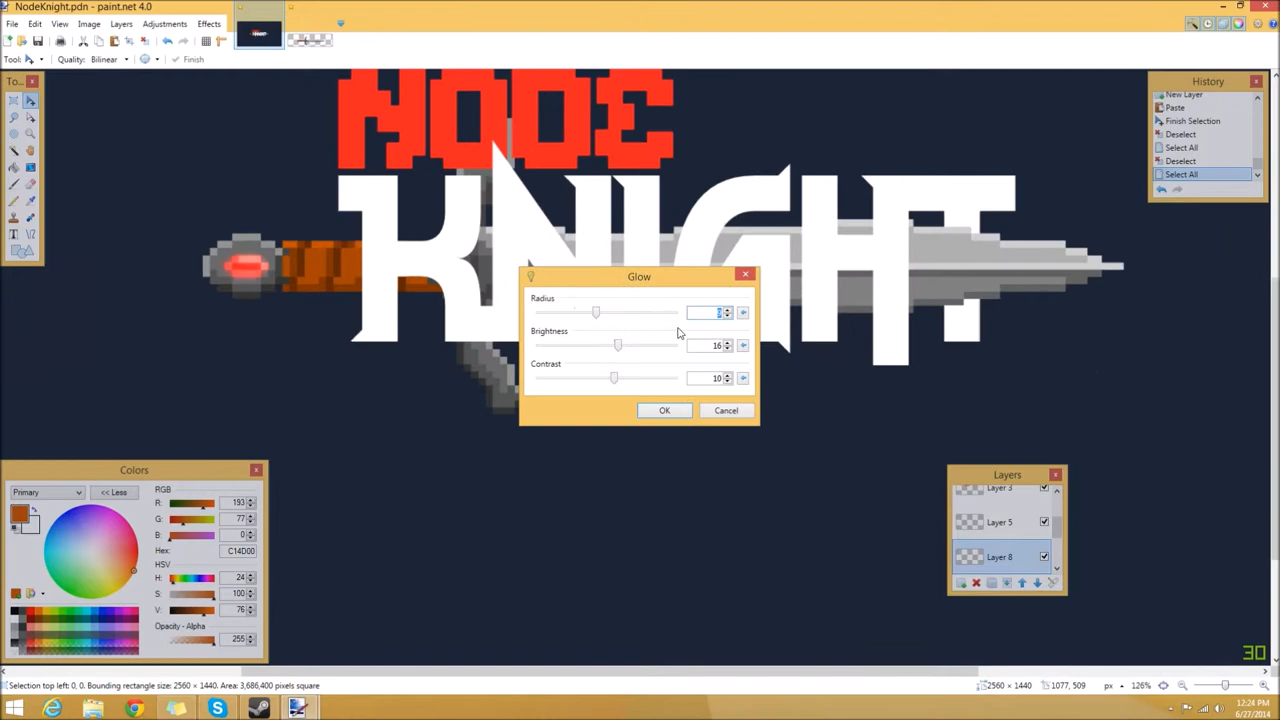 NodeKnight.pdn - paint.net 4.0
File Edit View Image Layers Adjustments Effects
Tool: Quality: Bilinear Finish
To...
NODE
KNIGHT
History
New Layer
Paste
Finish Selection
Deselect
Select All
Deselect
Select All
Glow
Radius
Brightness
16
Contrast
10
OK Cancel
Colors
Primary << Less
RGB
R: 193
G: 77
B: 0
Hex: C14D00
HSV
H: 24
S: 100
V: 76
Opacity - Alpha
255
Layers
Layer 3
Layer 5
Layer 8
30
Selection top left: 0, 0. Bounding rectangle size: 2560 × 1440. Area: 3,686,400 pixels square
2560 × 1440 1077, 509 px 126%
12:24 PM
6/27/2014